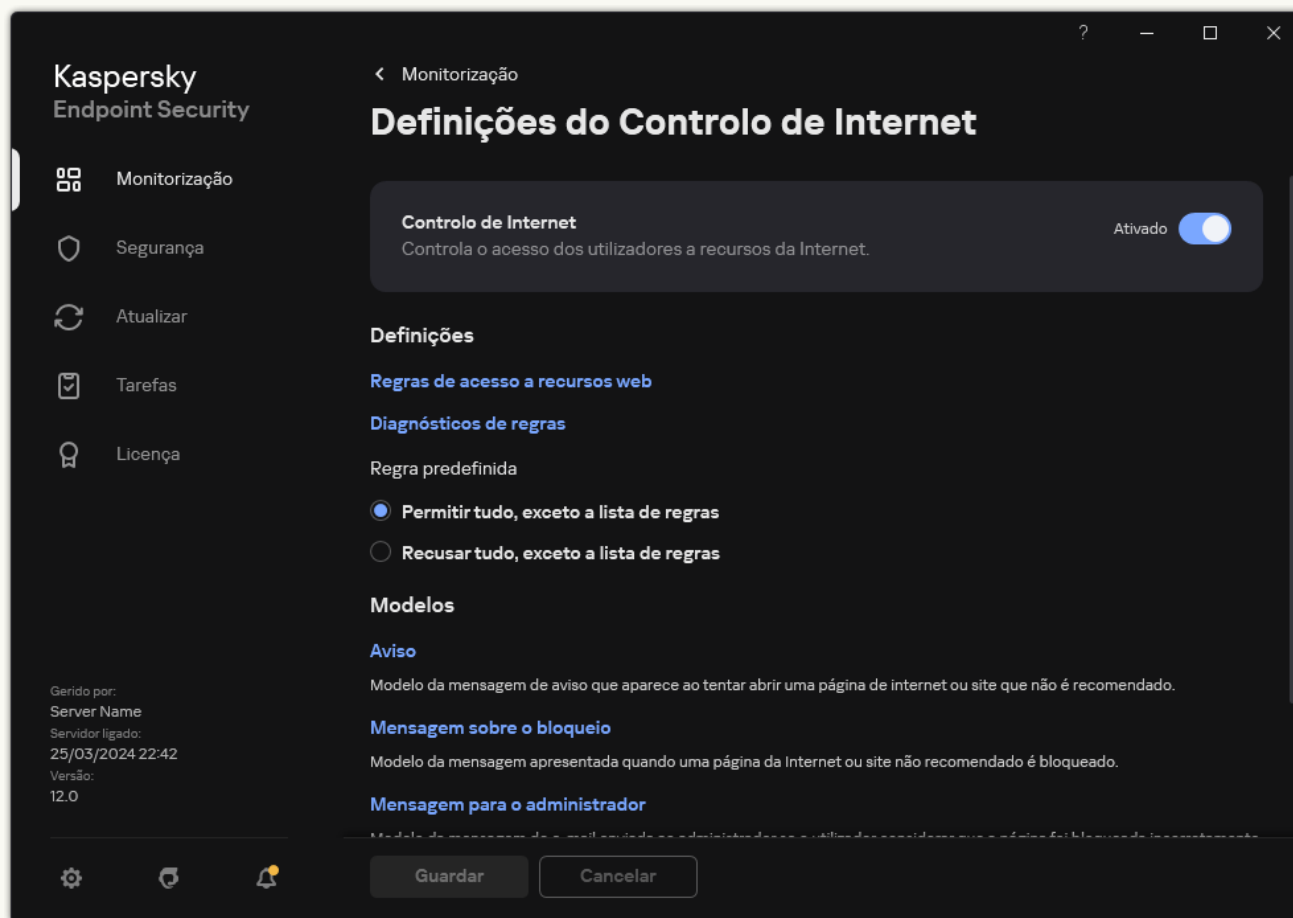 Kaspersky
Endpoint Security
Monitorização
Segurança
Atualizar
Tarefas
Licença
Gerido por:
Server Name
Servidor ligado:
25/03/2024 22:42
Versão:
12.0
?
Monitorização
Definições do Controlo de Internet
Controlo de Internet
Controla o acesso dos utilizadores a recursos da Internet.
Ativado
Definições
Regras de acesso a recursos web
Diagnósticos de regras
Regra predefinida
Permitir tudo, exceto a lista de regras
Recusar tudo, exceto a lista de regras
Modelos
Aviso
Modelo da mensagem de aviso que aparece ao tentar abrir uma página de internet ou site que não é recomendado.
Mensagem sobre o bloqueio
Modelo da mensagem apresentada quando uma página da Internet ou site não recomendado é bloqueado.
Mensagem para o administrador
Guardar
Cancelar